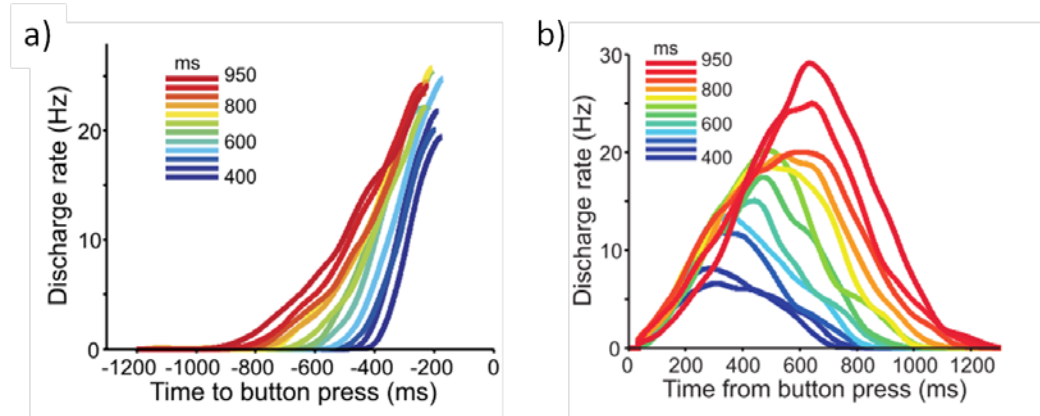 a)
ms
950
800
600
400
Discharge rate (Hz)
20
10
0
-1200 -1000 -800 -600 -400 -200 0
Time to button press (ms)
b)
ms
950
800
600
400
Discharge rate (Hz)
30
20
10
0
0 200 400 600 800 1000 1200
Time from button press (ms)